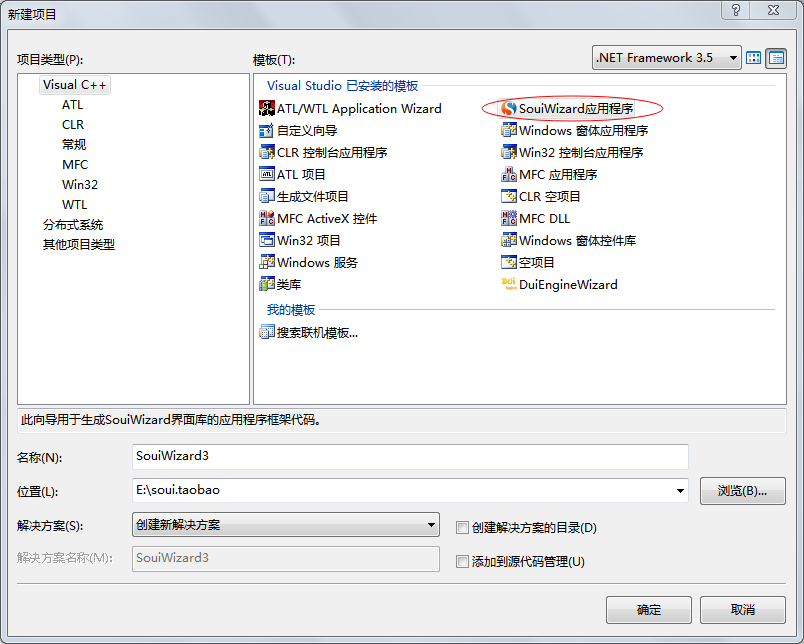 新建项目
项目类型(P):
模板(T):
.NET Framework 3.5
Visual C++
ATL
CLR
常规
MFC
Win32
WTL
分布式系统
其他项目类型
Visual Studio 已安装的模板
ATL/WTL Application Wizard
SouiWizard应用程序
自定义向导
Windows 窗体应用程序
CLR 控制台应用程序
Win32 控制台应用程序
ATL 项目
MFC 应用程序
生成文件项目
CLR 空项目
MFC ActiveX 控件
MFC DLL
Win32 项目
Windows 窗体控件库
Windows 服务
空项目
类库
DuiEngineWizard
我的模板
搜索联机模板...
此向导用于生成SouiWizard界面库的应用程序框架代码。
名称(N):
SouiWizard3
位置(L):
E:\soui.taobao
浏览(B)...
解决方案(S):
创建新解决方案
创建解决方案的目录(D)
解决方案名称(M):
SouiWizard3
添加到源代码管理(U)
确定
取消